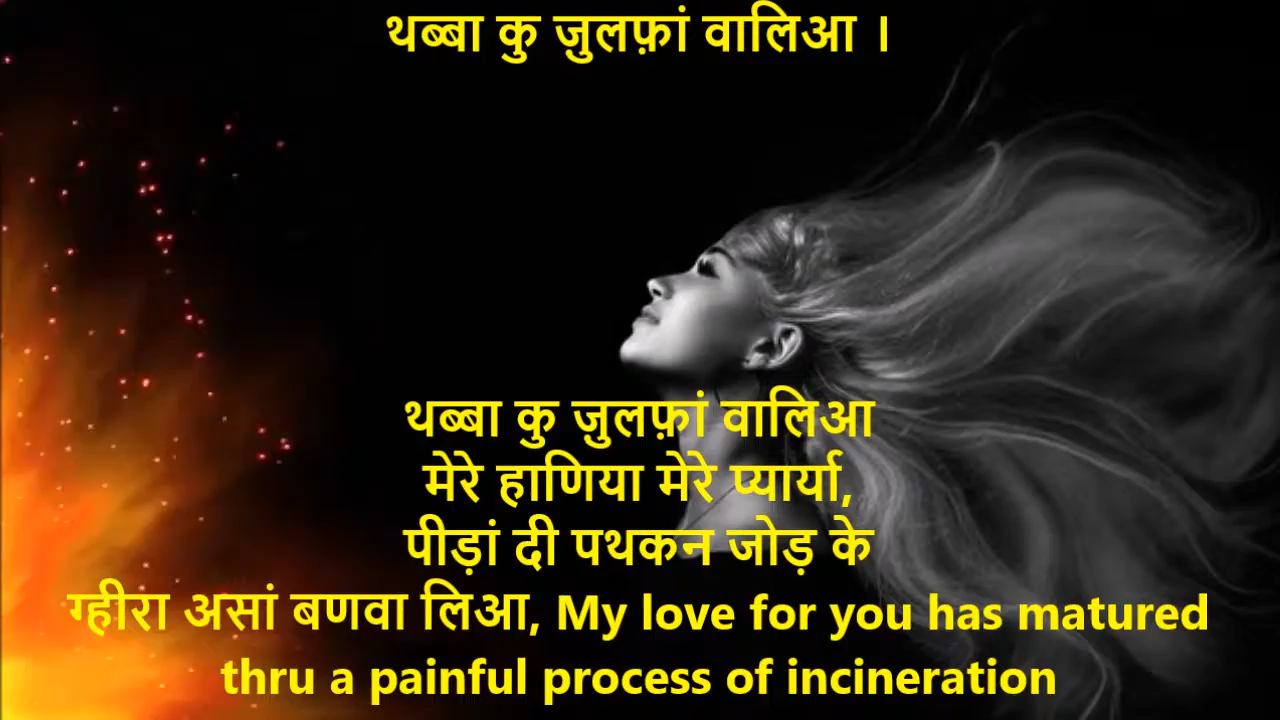 थब्बा कु ज़ुलफ़ां वालिआ ।
थब्बा कु जुलफ़ां वालिआ
मेरे हाणिया मेरे प्यार्या,
पीड़ां दी पथकन जोड़ के
ग्हीरा असां बणवा लिआ, My love for you has matured
thru a painful process of incineration